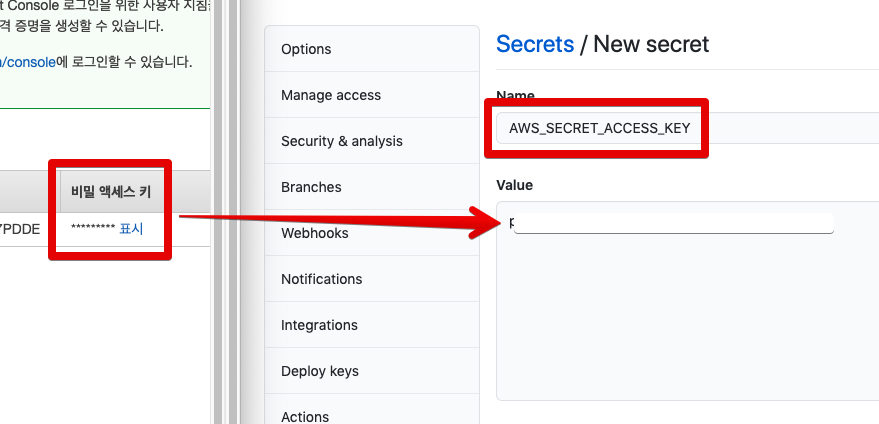 t Console 로그인을 위한 사용자 지침을
격 증명을 생성할 수 있습니다.
/console에 로그인할 수 있습니다.
비밀 액세스 키
7PDDE
********* 표시
Options
Manage access
Security & analysis
Branches
Webhooks
Notifications
Integrations
Deploy keys
Actions
Secrets / New secret
Name
AWS_SECRET_ACCESS_KEY
Value
p